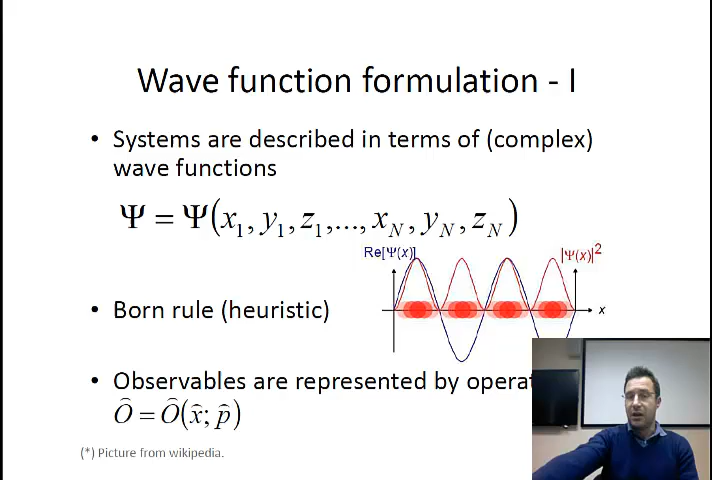 Wave function formulation - I
• Systems are described in terms of (complex)
wave functions
Ψ = Ψ(x₁, y₁, z₁,..., x_N, y_N, z_N)
Re[Ψ(x)]
|Ψ(x)|²
x
• Born rule (heuristic)
• Observables are represented by
Ô = Ô(x̂; p̂)
(*) Picture from wikipedia.